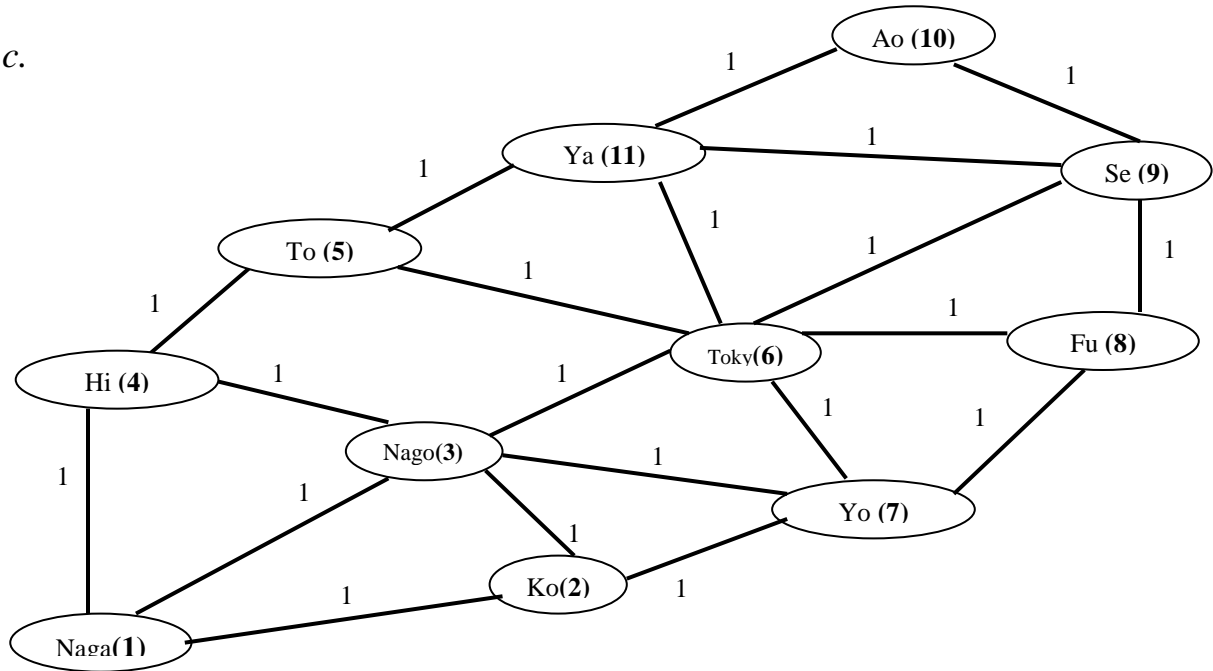 Ao (10)
c.
1
1
Ya (11)
1
1
Se (9)
1
1
To (5)
1
1
1
1
Toky(6)
Fu (8)
Hi (4)
1
1
1
1
Nago(3)
1
1
1
Yo (7)
1
Ko(2)
1
1
Naga(1)